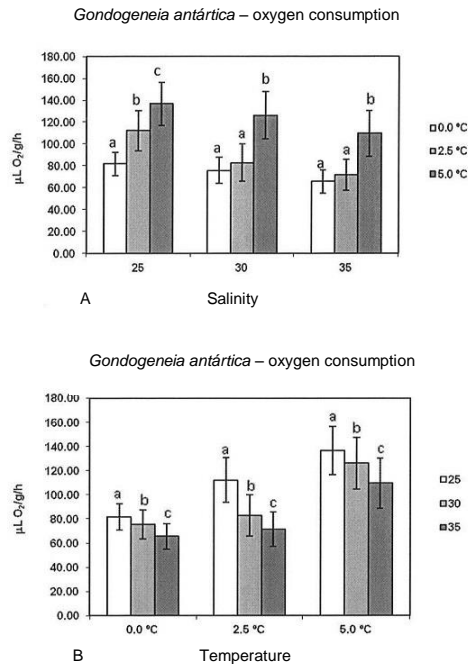 Gondogeneia antártica – oxygen consumption
180.00
160.00
140.00
120.00
100.00
80.00
60.00
40.00
20.00
0.00
µL O₂/g/h
a b c
a a b
a a b
25 30 35
0.0 °C
2.5 °C
5.0 °C
A Salinity
Gondogeneia antártica – oxygen consumption
180.00
160.00
140.00
120.00
100.00
80.00
60.00
40.00
20.00
0.00
µL O₂/g/h
a b c
a b c
a b c
0.0 °C 2.5 °C 5.0 °C
25
30
35
B Temperature